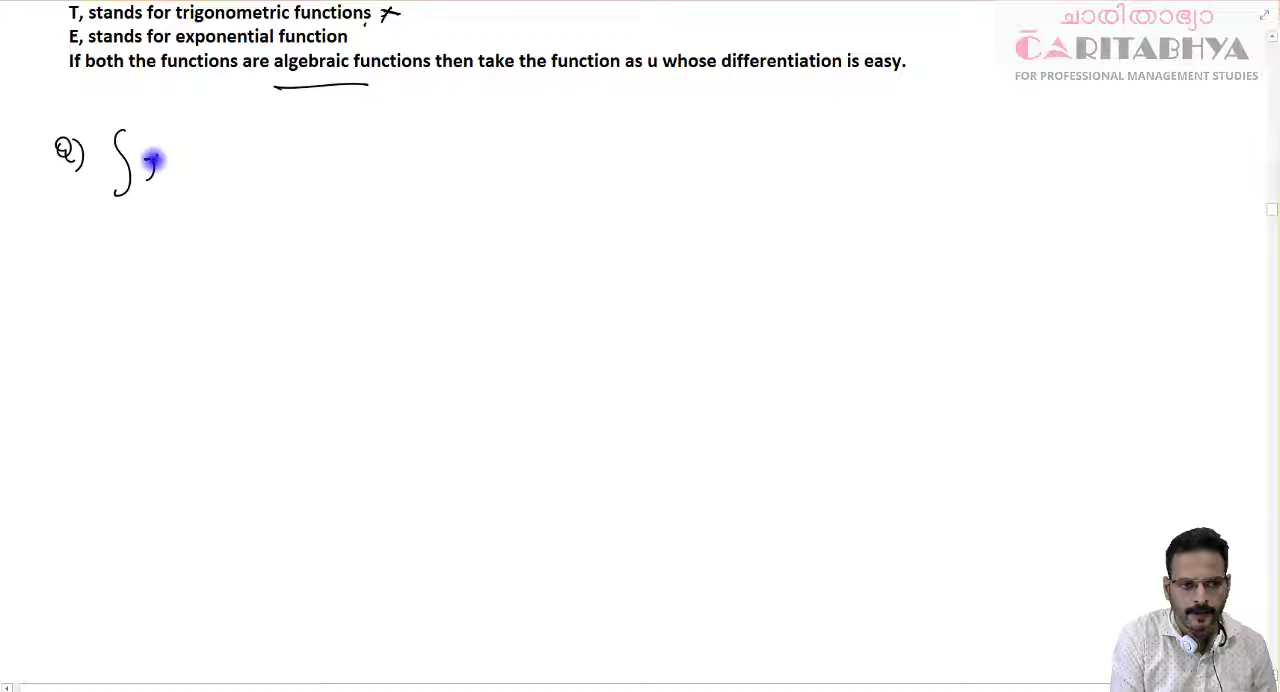 T, stands for trigonometric functions
E, stands for exponential function
If both the functions are algebraic functions then take the function as u whose differentiation is easy.
ചാരിതാഭ്യാ
CARITABHYA
FOR PROFESSIONAL MANAGEMENT STUDIES
Q) ∫